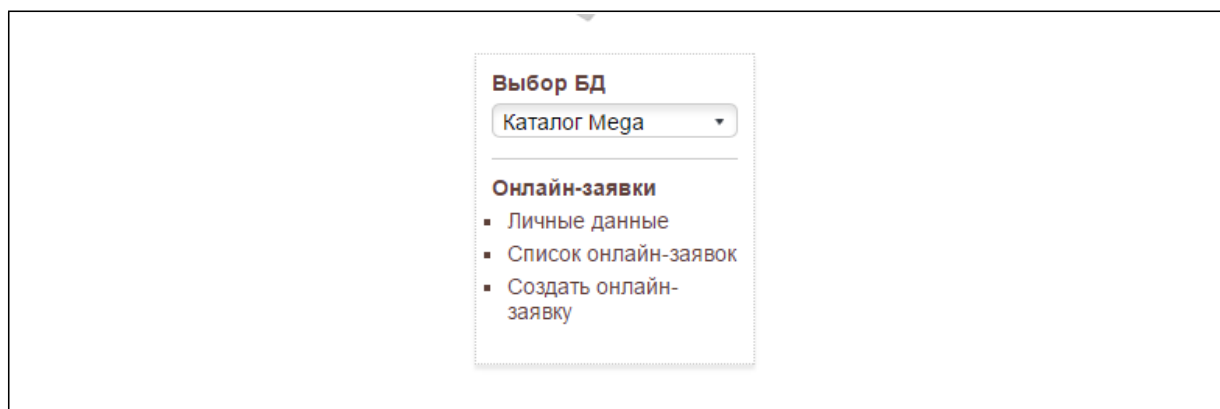 Выбор БД
Каталог Mega
Онлайн-заявки
Личные данные
Список онлайн-заявок
Создать онлайн-
заявку